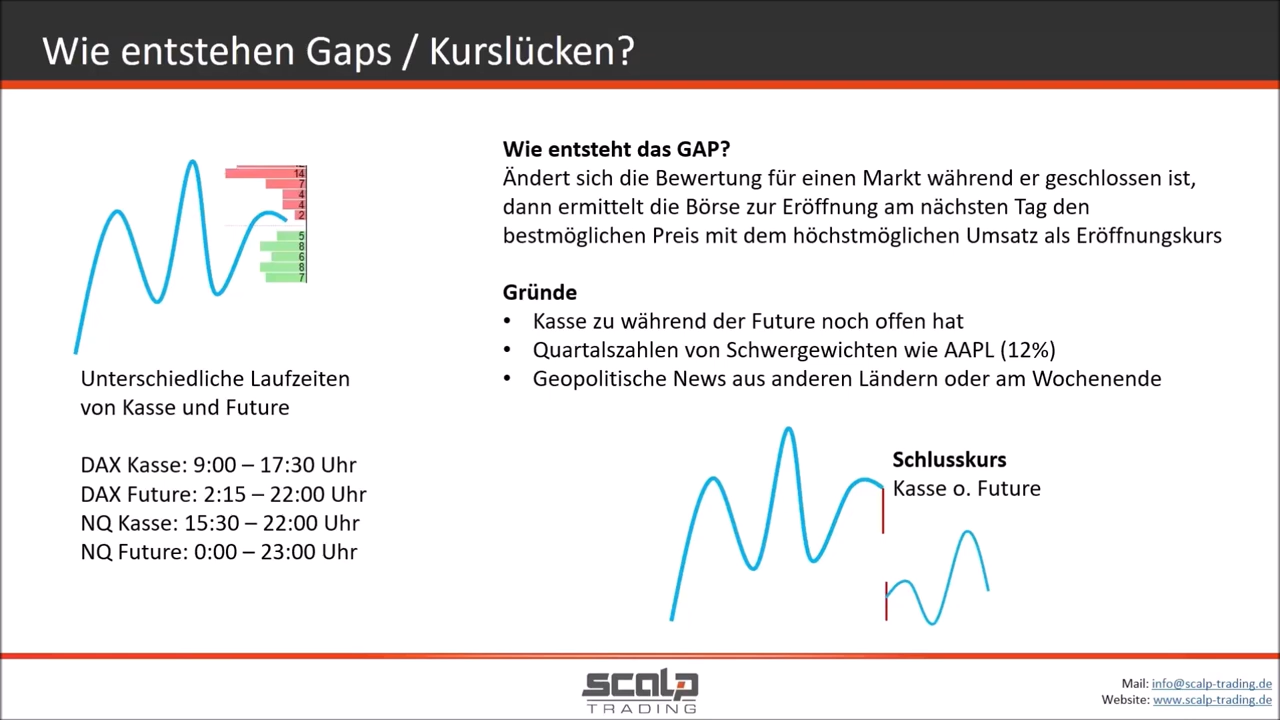 Wie entstehen Gaps / Kurslücken?
14
7
4
4
2
5
8
6
8
7
Unterschiedliche Laufzeiten
von Kasse und Future
DAX Kasse: 9:00 – 17:30 Uhr
DAX Future: 2:15 – 22:00 Uhr
NQ Kasse: 15:30 – 22:00 Uhr
NQ Future: 0:00 – 23:00 Uhr
Wie entsteht das GAP?
Ändert sich die Bewertung für einen Markt während er geschlossen ist,
dann ermittelt die Börse zur Eröffnung am nächsten Tag den
bestmöglichen Preis mit dem höchstmöglichen Umsatz als Eröffnungskurs
Gründe
• Kasse zu während der Future noch offen hat
• Quartalszahlen von Schwergewichten wie AAPL (12%)
• Geopolitische News aus anderen Ländern oder am Wochenende
Schlusskurs
Kasse o. Future
SCALP
TRADING
Mail: info@scalp-trading.de
Website: www.scalp-trading.de